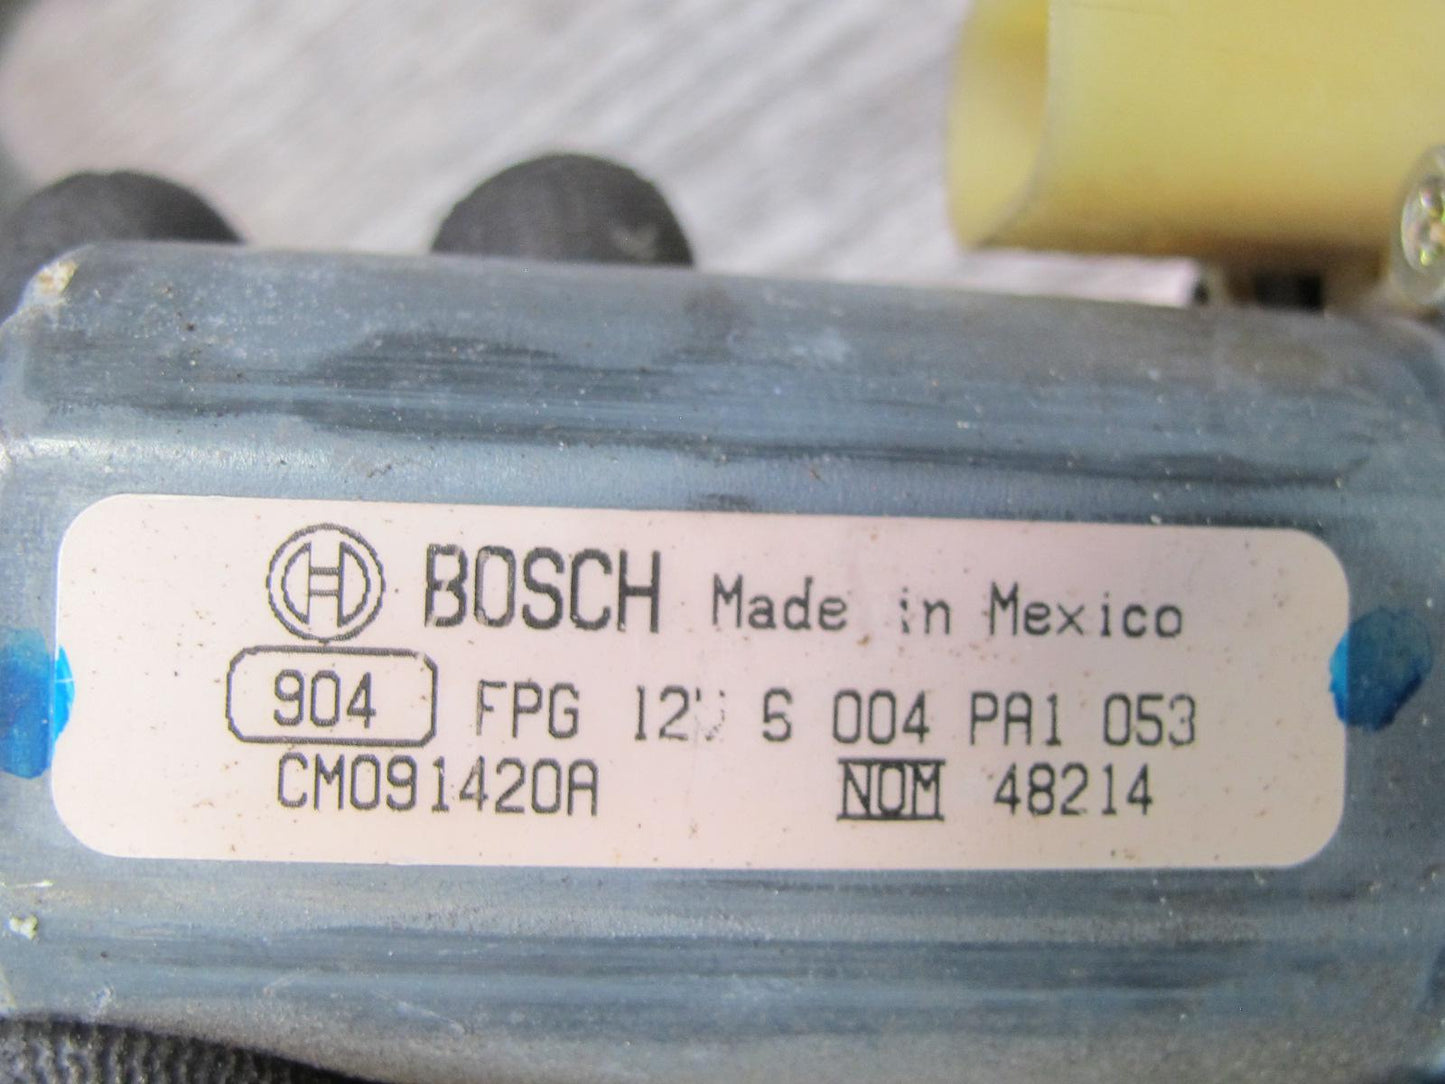 BOSCH Made in Mexico
904 FPG 12V 6 004 PA1 053
CM091420A NOM 48214